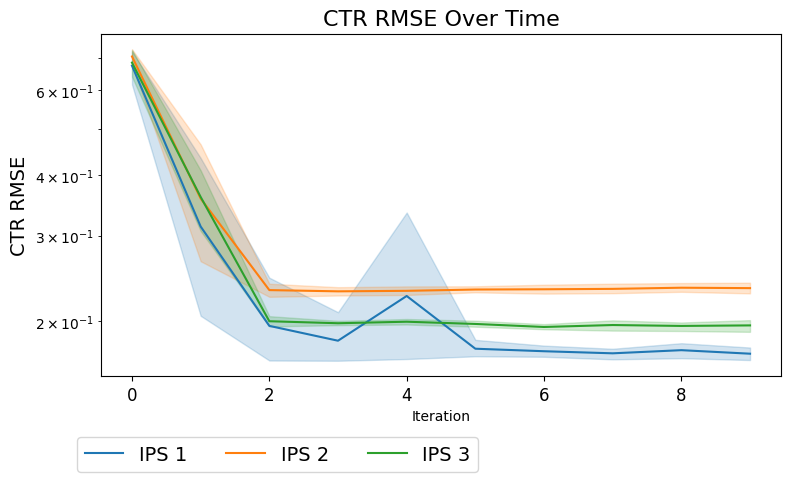 CTR RMSE Over Time
CTR RMSE
6 × 10⁻¹
4 × 10⁻¹
3 × 10⁻¹
2 × 10⁻¹
0 2 4 6 8
Iteration
IPS 1 IPS 2 IPS 3